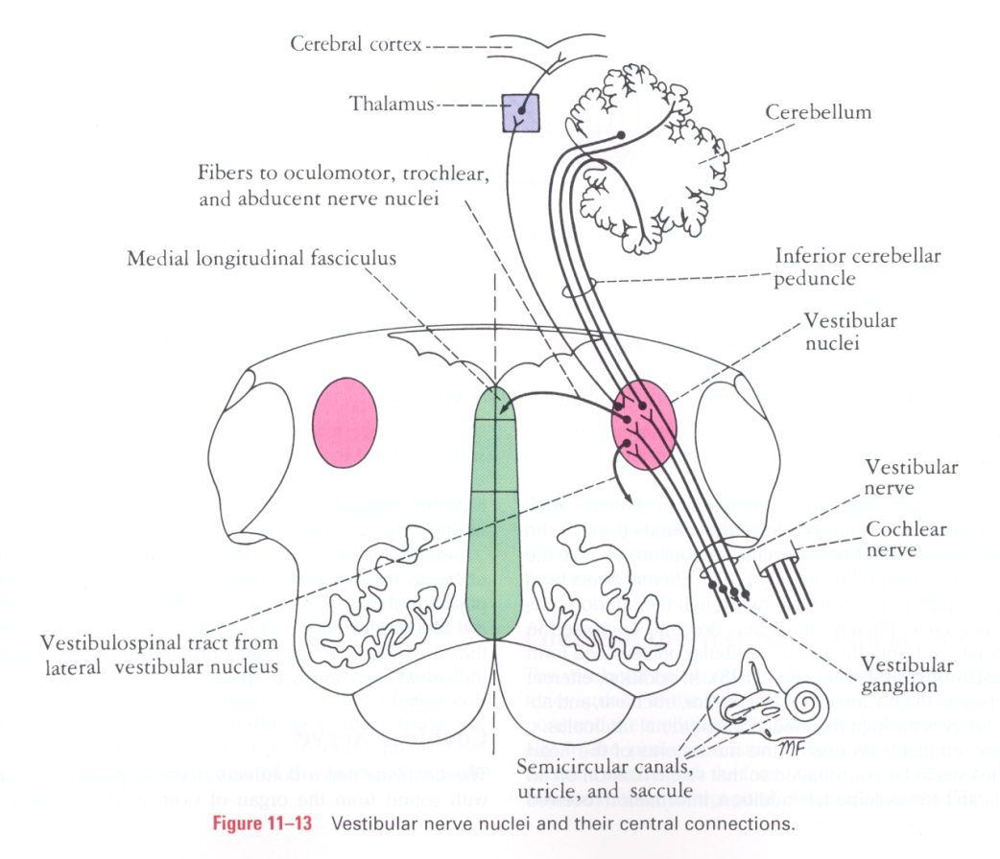 Cerebral cortex
Thalamus
Cerebellum
Fibers to oculomotor, trochlear,
and abducent nerve nuclei
Medial longitudinal fasciculus
Inferior cerebellar
peduncle
Vestibular
nuclei
Vestibular
nerve
Cochlear
nerve
Vestibulospinal tract from
lateral vestibular nucleus
Vestibular
ganglion
MF
Semicircular canals,
utricle, and saccule
Figure 11–13 Vestibular nerve nuclei and their central connections.